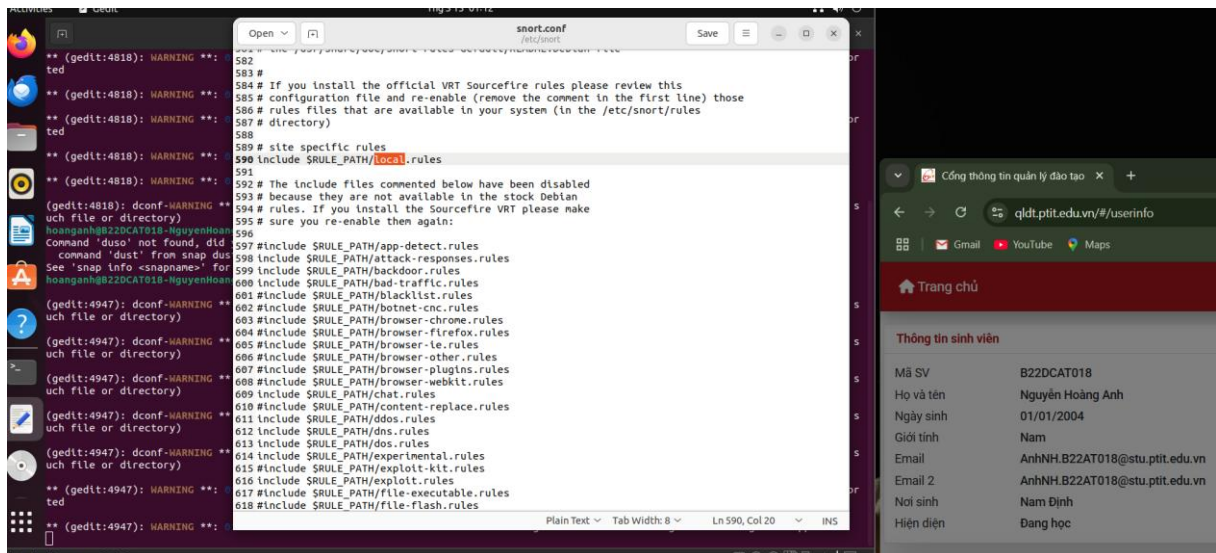 Activities
Gedit
Thg 3 13 01:12
Open
snort.conf
/etc/snort
Save
** (gedit:4818): WARNING **:
ted
** (gedit:4818): WARNING **:
** (gedit:4818): WARNING **:
ted
** (gedit:4818): WARNING **:
** (gedit:4818): WARNING **:
(gedit:4818): dconf-WARNING **
uch file or directory)
hoanganh@B22DCAT018-NguyenHoan
Command 'duso' not found, did
command 'dust' from snap dus
See 'snap info <snapname>' for
hoanganh@B22DCAT018-NguyenHoan
(gedit:4947): dconf-WARNING **
uch file or directory)
(gedit:4947): dconf-WARNING **
uch file or directory)
(gedit:4947): dconf-WARNING **
uch file or directory)
(gedit:4947): dconf-WARNING **
uch file or directory)
(gedit:4947): dconf-WARNING **
uch file or directory)
** (gedit:4947): WARNING **:
ted
** (gedit:4947): WARNING **:
582
583 #
584 # If you install the official VRT Sourcefire rules please review this
585 # configuration file and re-enable (remove the comment in the first line) those
586 # rules files that are available in your system (in the /etc/snort/rules
587 # directory)
588
589 # site specific rules
590 include $RULE_PATH/local.rules
591
592 # The include files commented below have been disabled
593 # because they are not available in the stock Debian
594 # rules. If you install the Sourcefire VRT please make
595 # sure you re-enable them again:
596
597 #include $RULE_PATH/app-detect.rules
598 #include $RULE_PATH/attack-responses.rules
599 #include $RULE_PATH/backdoor.rules
600 #include $RULE_PATH/bad-traffic.rules
601 #include $RULE_PATH/blacklist.rules
602 #include $RULE_PATH/botnet-cnc.rules
603 #include $RULE_PATH/browser-chrome.rules
604 #include $RULE_PATH/browser-firefox.rules
605 #include $RULE_PATH/browser-ie.rules
606 #include $RULE_PATH/browser-other.rules
607 #include $RULE_PATH/browser-plugins.rules
608 #include $RULE_PATH/browser-webkit.rules
609 #include $RULE_PATH/chat.rules
610 #include $RULE_PATH/content-replace.rules
611 include $RULE_PATH/ddos.rules
612 include $RULE_PATH/dns.rules
613 include $RULE_PATH/dos.rules
614 include $RULE_PATH/experimental.rules
615 #include $RULE_PATH/exploit-kit.rules
616 include $RULE_PATH/exploit.rules
617 #include $RULE_PATH/file-executable.rules
618 #include $RULE_PATH/file-flash.rules
Plain Text Tab Width: 8 Ln 590, Col 20 INS
or
or
s
s
s
s
s
s
or
Cổng thông tin quản lý đào tạo
qldt.ptit.edu.vn/#/userinfo
Gmail YouTube Maps
Trang chủ
Thông tin sinh viên
Mã SV B22DCAT018
Họ và tên Nguyễn Hoàng Anh
Ngày sinh 01/01/2004
Giới tính Nam
Email AnhNH.B22AT018@stu.ptit.edu.vn
Email 2 AnhNH.B22AT018@stu.ptit.edu.vn
Nơi sinh Nam Định
Hiện diện Đang học